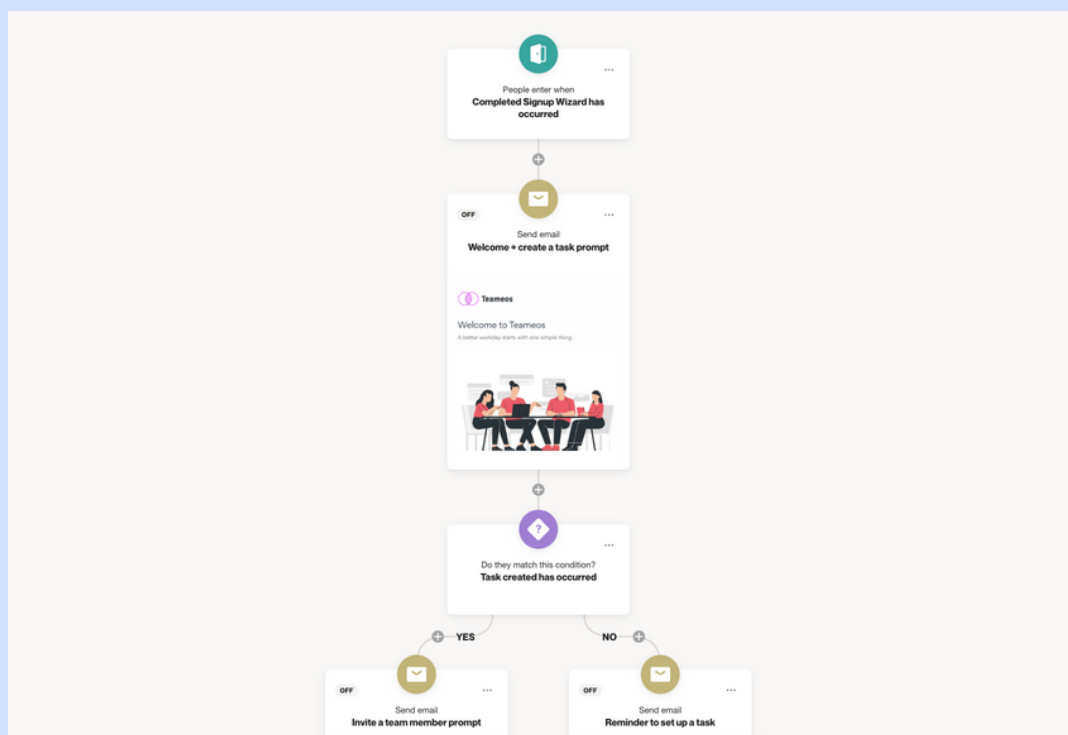 People enter when
Completed Signup Wizard has
occurred
OFF
Send email
Welcome + create a task prompt
Teameos
Welcome to Teameos
A better workday starts with one simple thing.
?
Do they match this condition?
Task created has occurred
YES
NO
OFF
Send email
Invite a team member prompt
OFF
Send email
Reminder to set up a task